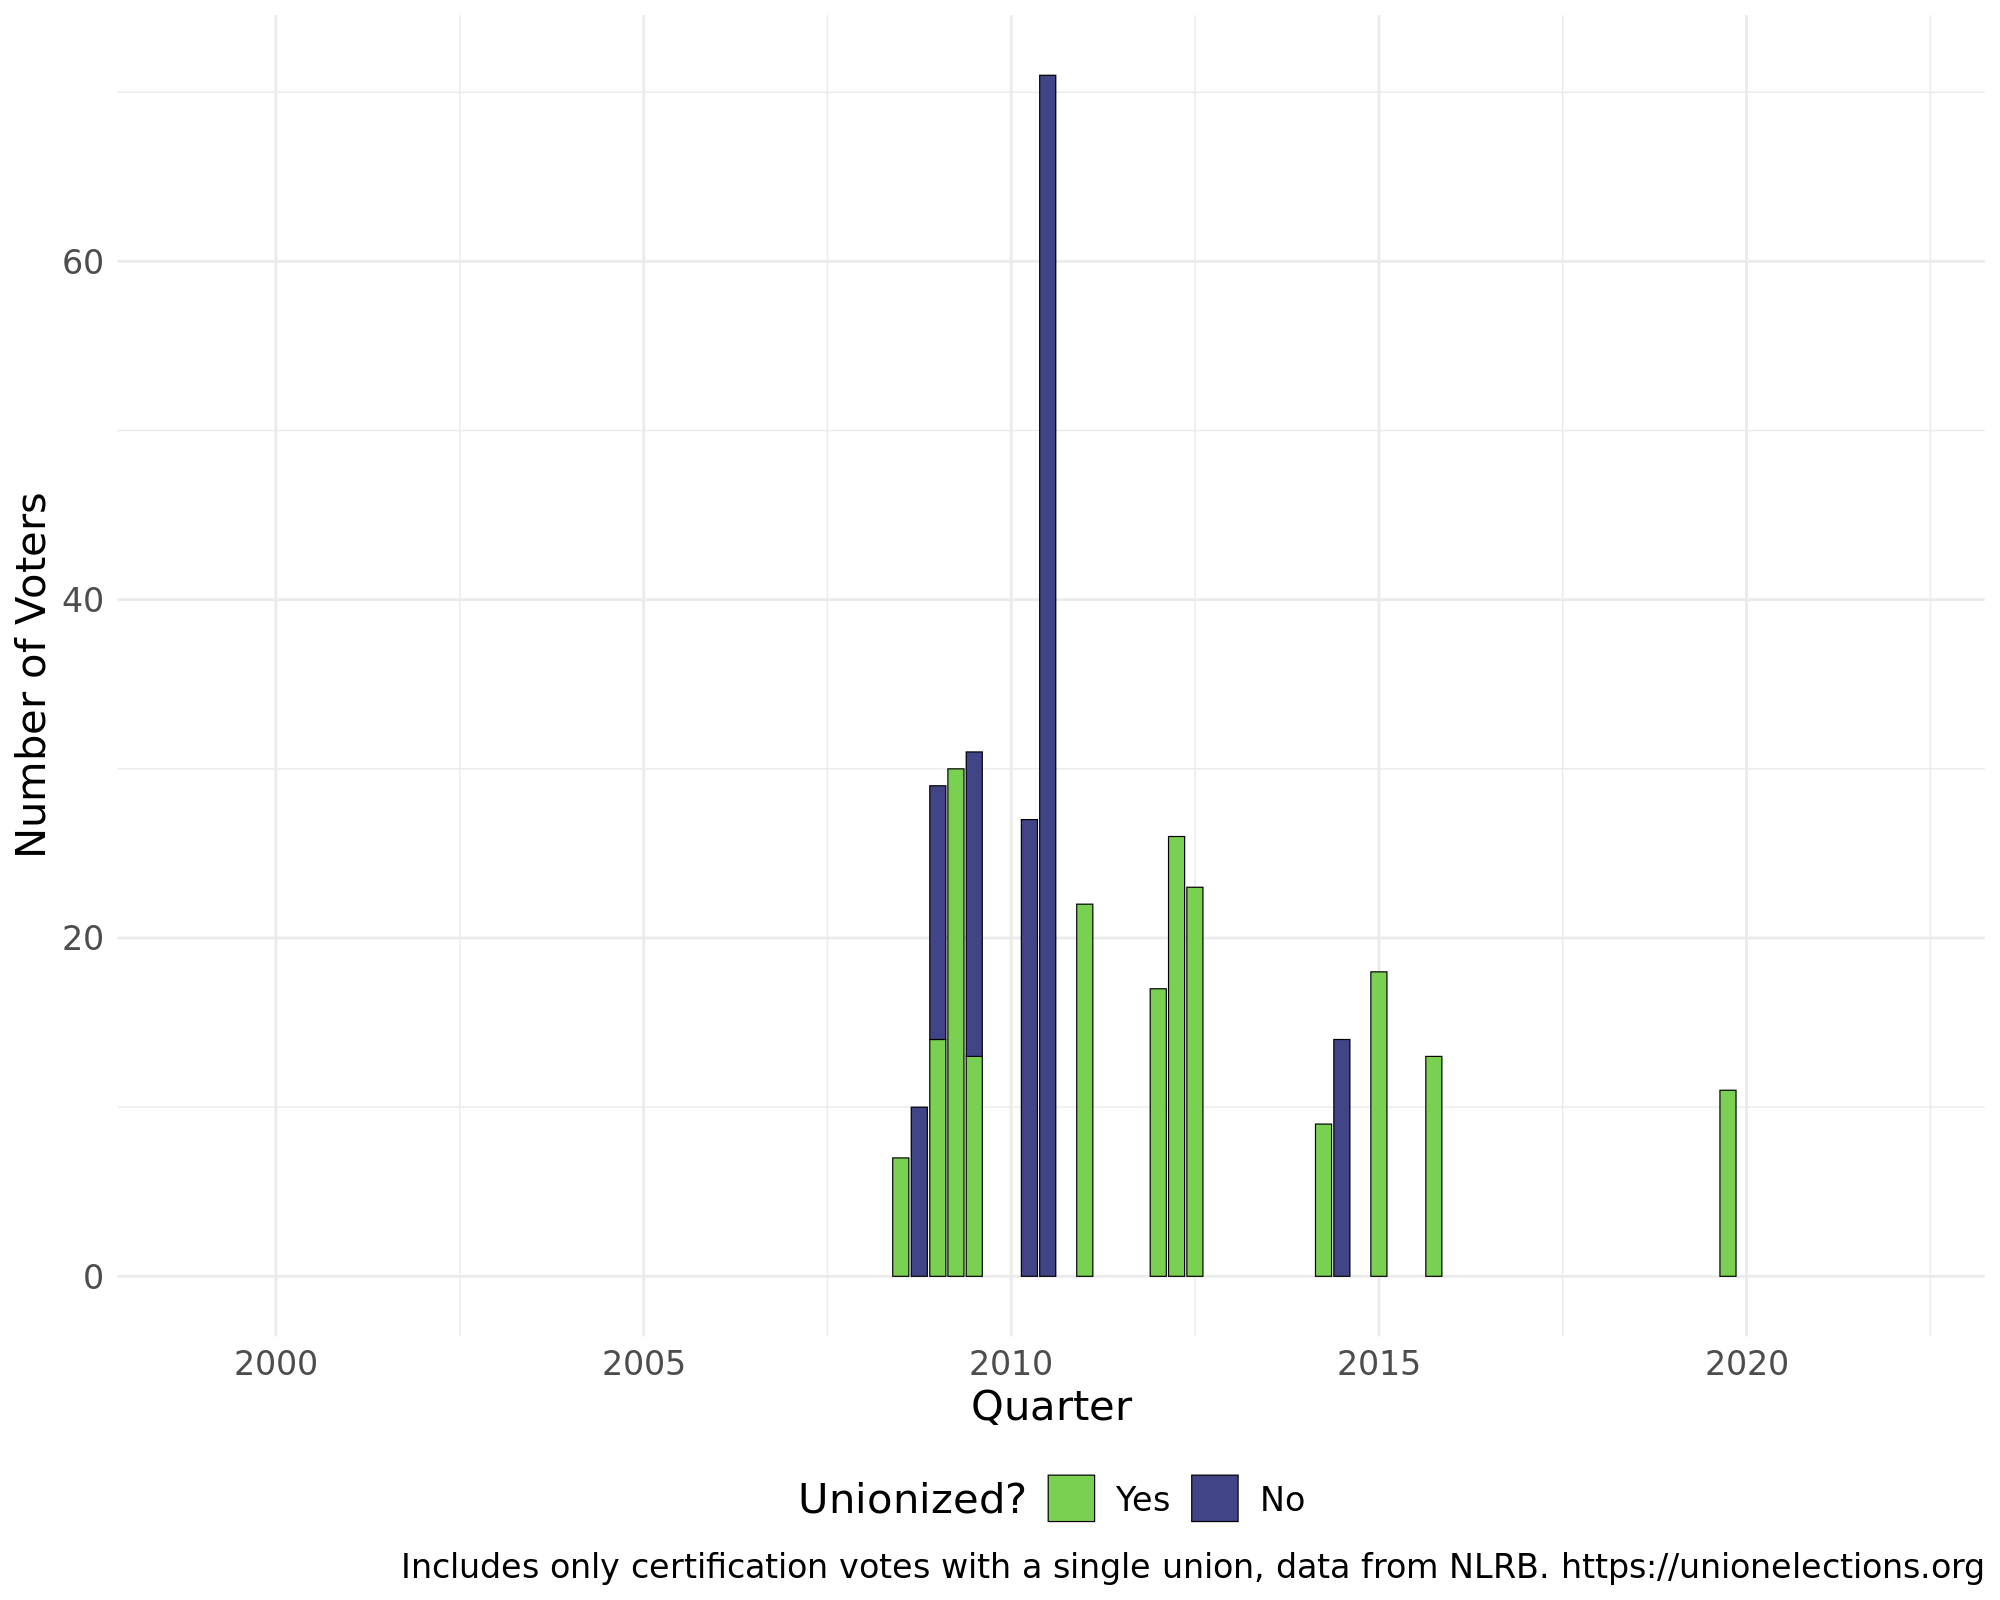 60
40
20
0
Number of Voters
2000 2005 2010 2015 2020
Quarter
Unionized? Yes No
Includes only certification votes with a single union, data from NLRB. https://unionelections.org